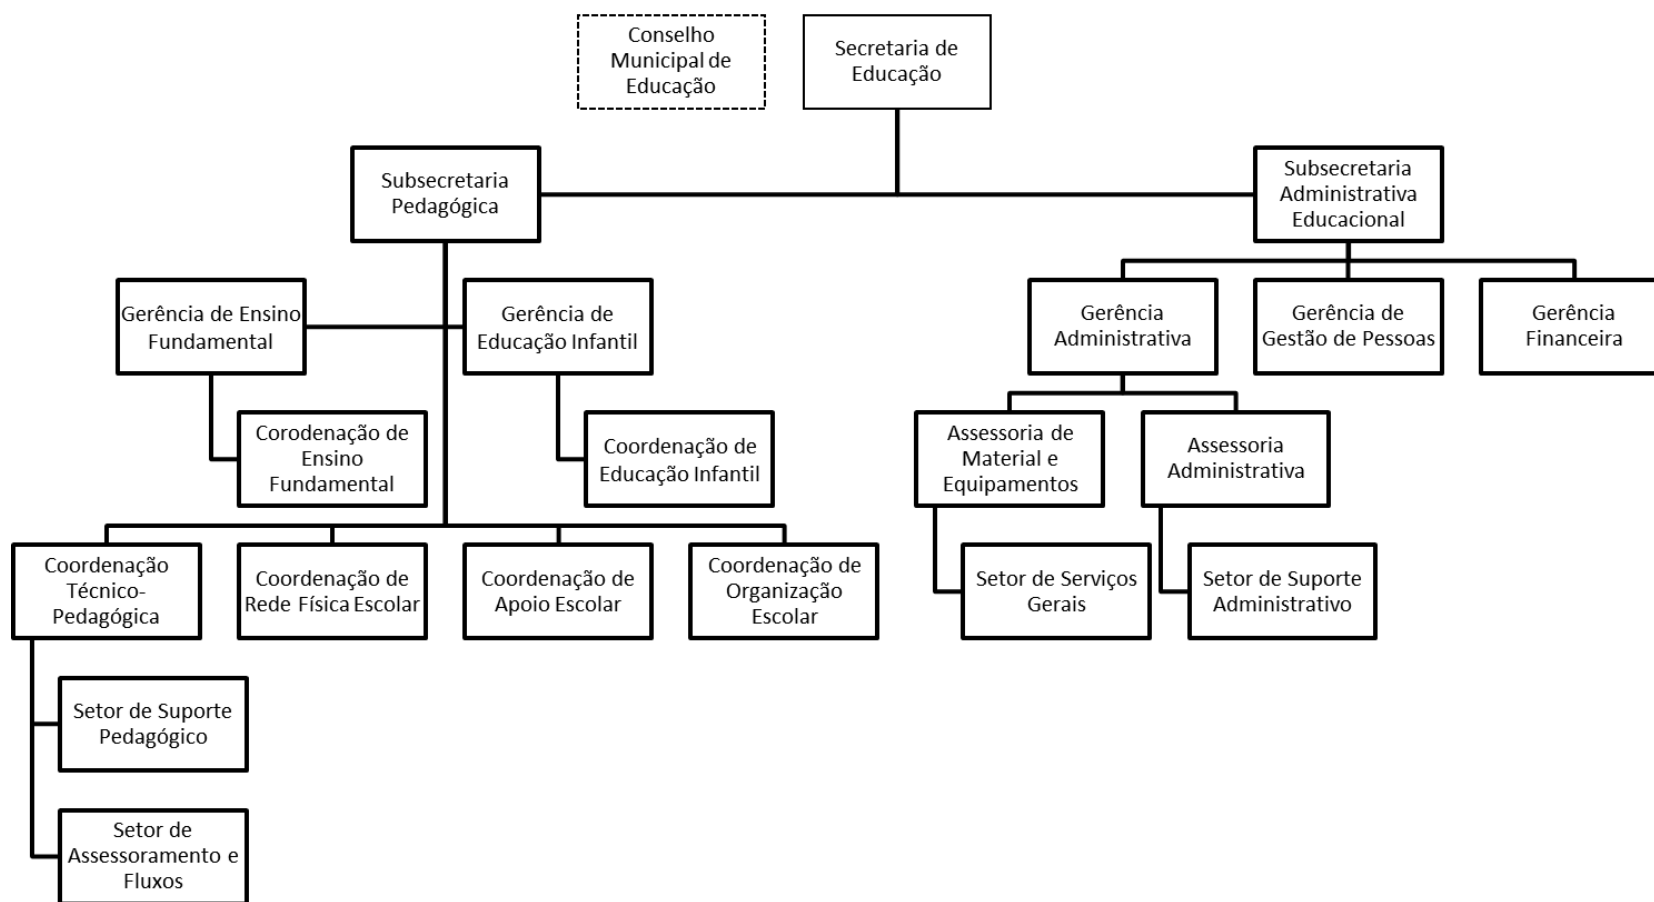 Conselho
Municipal de
Educação
Secretaria de
Educação
Subsecretaria
Pedagógica
Subsecretaria
Administrativa
Educacional
Gerência de Ensino
Fundamental
Gerência de
Educação Infantil
Gerência
Administrativa
Gerência de
Gestão de Pessoas
Gerência
Financeira
Corodenação de
Ensino
Fundamental
Coordenação de
Educação Infantil
Assessoria de
Material e
Equipamentos
Assessoria
Administrativa
Coordenação
Técnico-
Pedagógica
Coordenação de
Rede Física Escolar
Coordenação de
Apoio Escolar
Coordenação de
Organização
Escolar
Setor de Serviços
Gerais
Setor de Suporte
Administrativo
Setor de Suporte
Pedagógico
Setor de
Assessoramento e
Fluxos